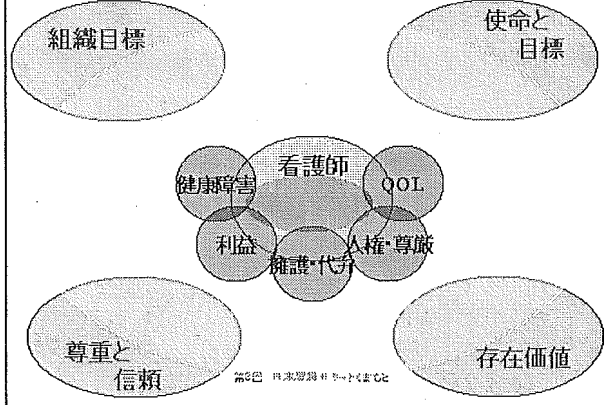 組織目標
使命と
目標
看護師
健康障害
QOL
利益
人権・尊厳
擁護・代弁
尊重と
信頼
存在価値